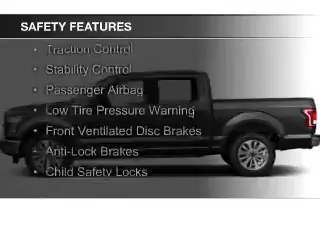 SAFETY FEATURES
• Traction Control
• Stability Control
• Passenger Airbag
• Low Tire Pressure Warning
• Front Ventilated Disc Brakes
• Anti-Lock Brakes
• Child Safety Locks